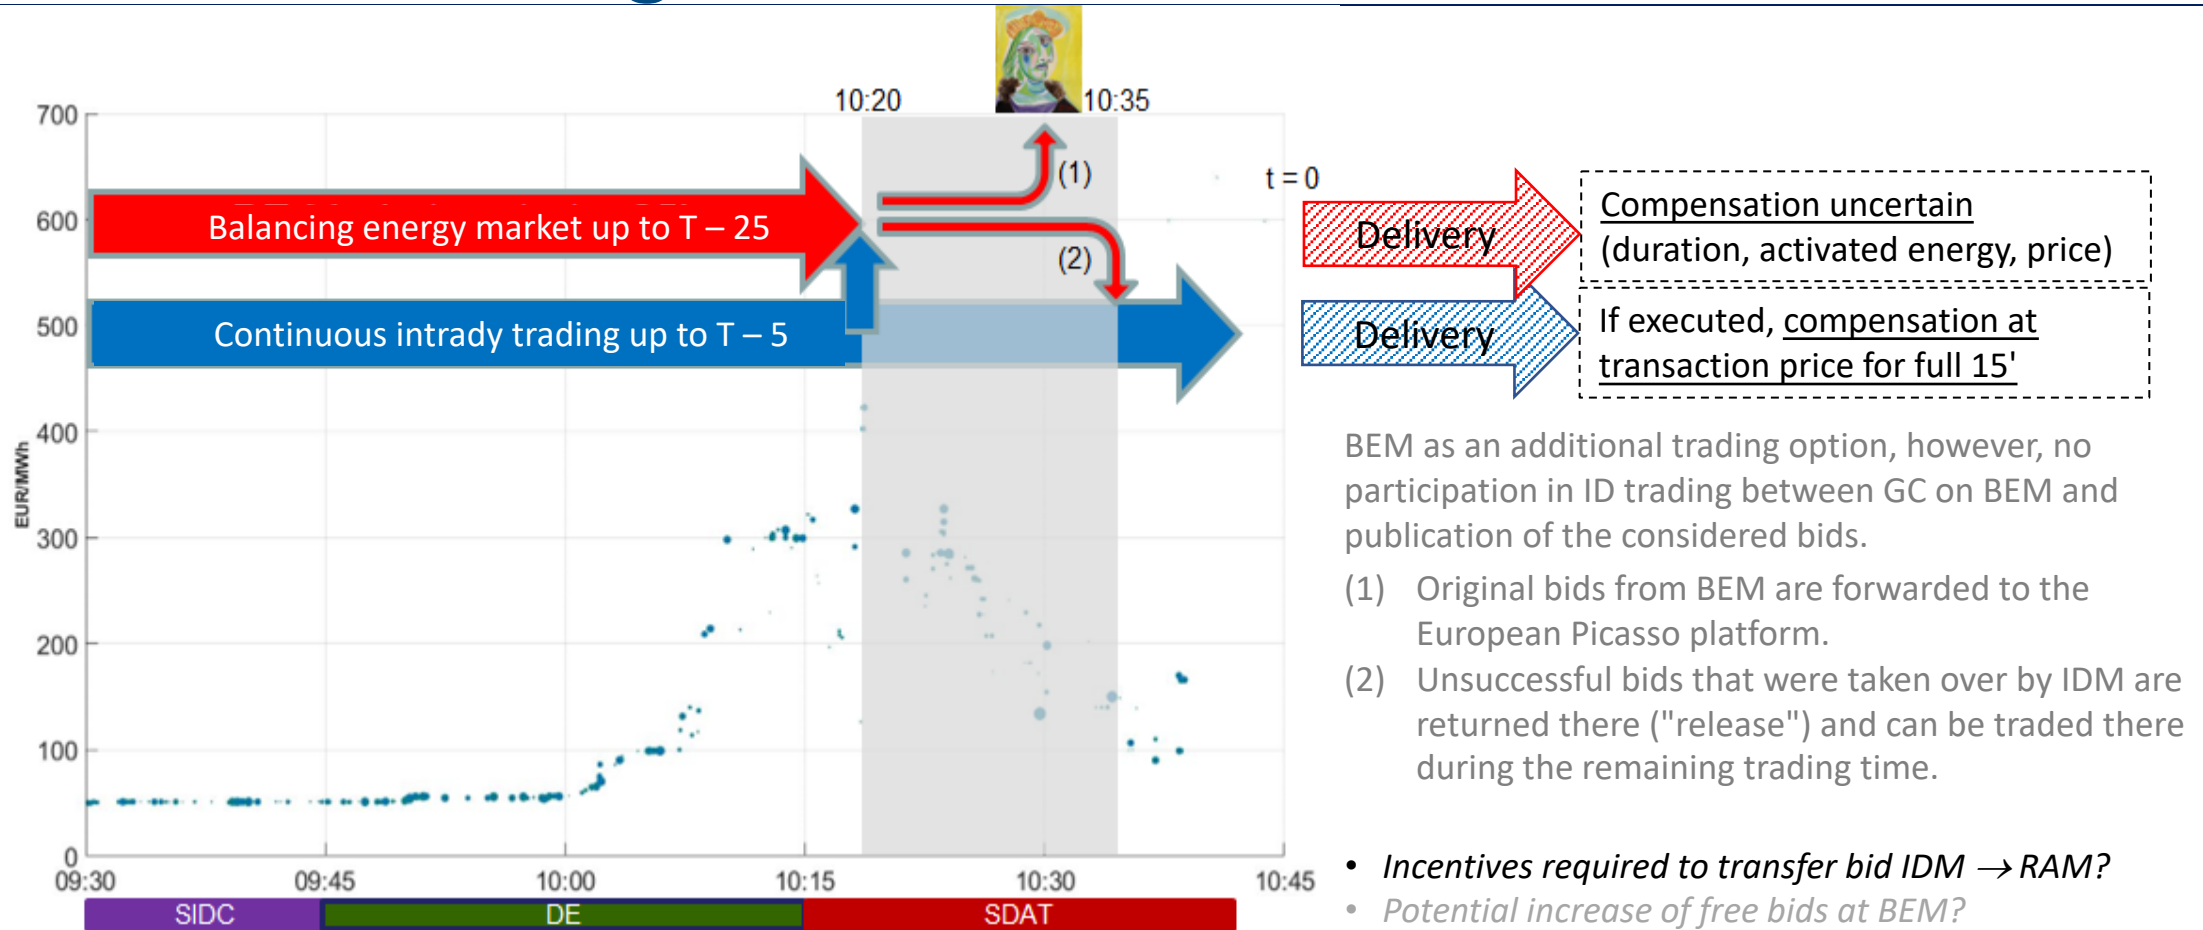 10:20
10:35
700
600
500
400
300
200
100
0
EUR/MWh
(1)
(2)
t = 0
Balancing energy market up to T – 25
Continuous intrady trading up to T – 5
Delivery
Compensation uncertain
(duration, activated energy, price)
Delivery
If executed, compensation at
transaction price for full 15'
BEM as an additional trading option, however, no
participation in ID trading between GC on BEM and
publication of the considered bids.
(1) Original bids from BEM are forwarded to the
European Picasso platform.
(2) Unsuccessful bids that were taken over by IDM are
returned there ("release") and can be traded there
during the remaining trading time.
• Incentives required to transfer bid IDM → RAM?
• Potential increase of free bids at BEM?
09:30
09:45
10:00
10:15
10:30
10:45
SIDC
DE
SDAT